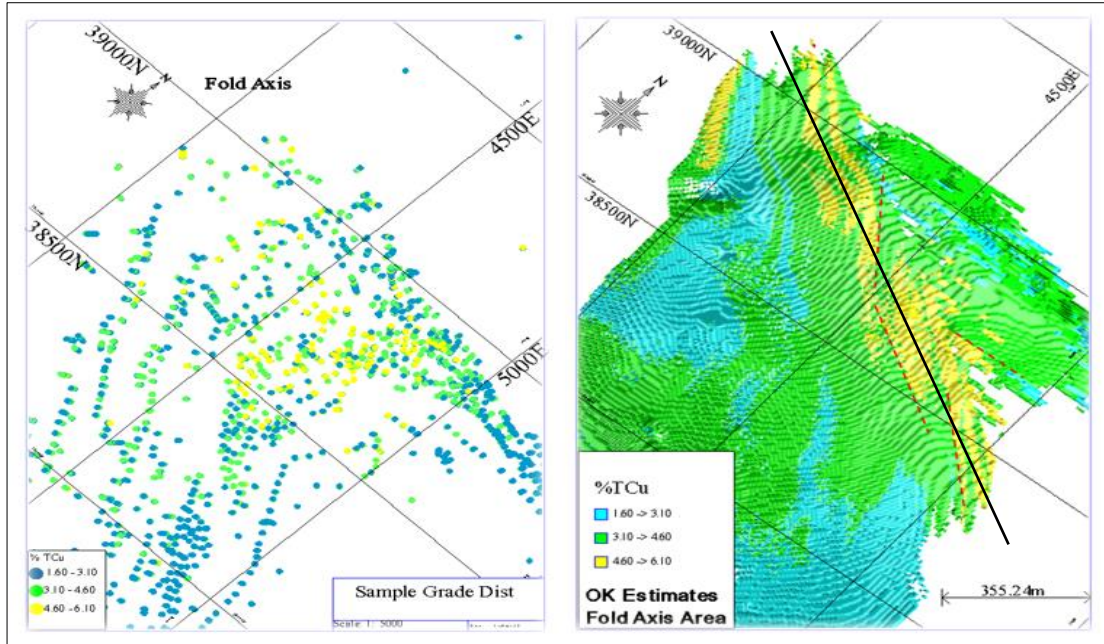 39000N
N
Fold Axis
4500E
38500N
5000E
% TCu
1.60 - 3.10
3.10 - 4.60
4.60 - 6.10
Sample Grade Dist
Scale 1: 5000
39000N
N
4500E
38500N
%TCu
1.60 -> 3.10
3.10 -> 4.60
4.60 -> 6.10
OK Estimates
Fold Axis Area
355.24m